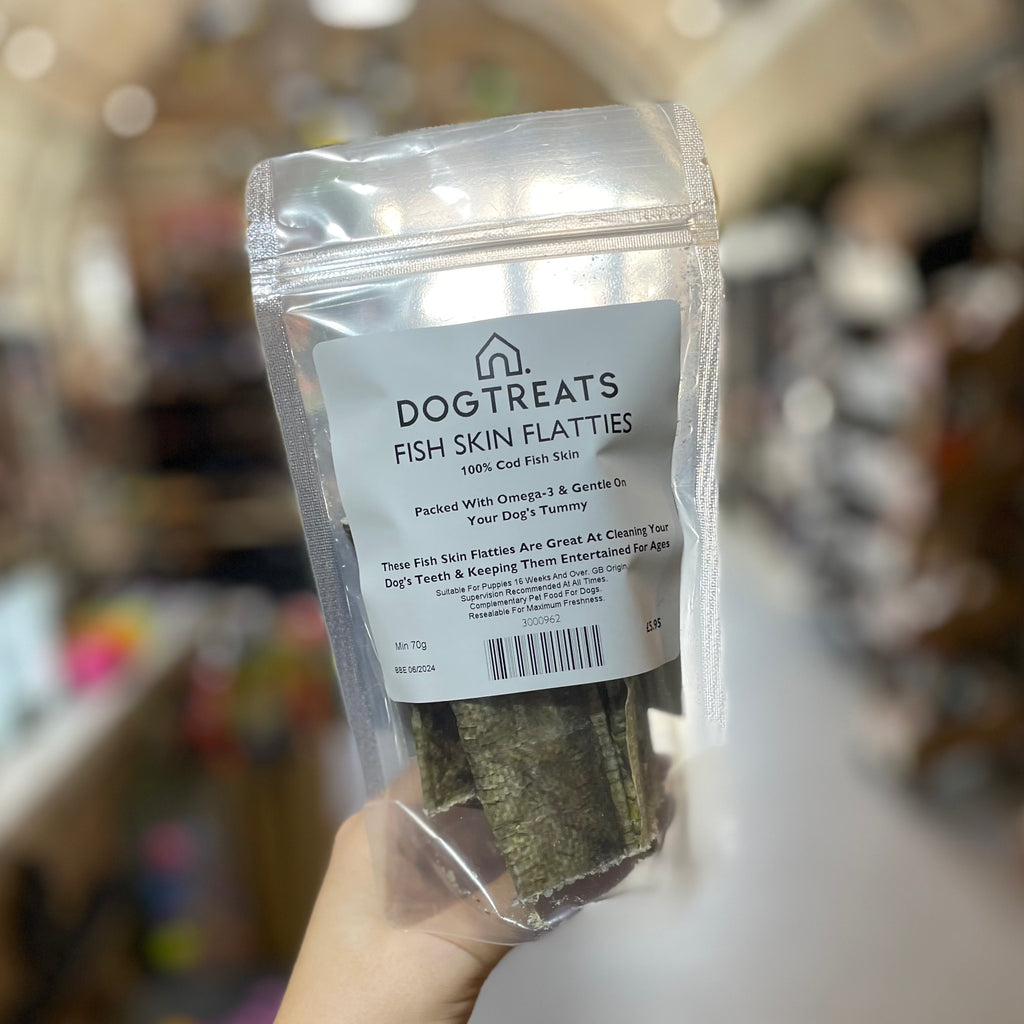 DOGTREATS
FISH SKIN FLATTIES
100% Cod Fish Skin
Packed With Omega-3 & Gentle On
Your Dog's Tummy
These Fish Skin Flatties Are Great At Cleaning Your
Dog's Teeth & Keeping Them Entertained For Ages
Suitable For Puppies 16 Weeks And Over. GB Origin.
Supervision Recommended At All Times.
Complementary Pet Food For Dogs.
Resealable For Maximum Freshness.
3000962
Min 70g
£5.95
BBE 06/2024